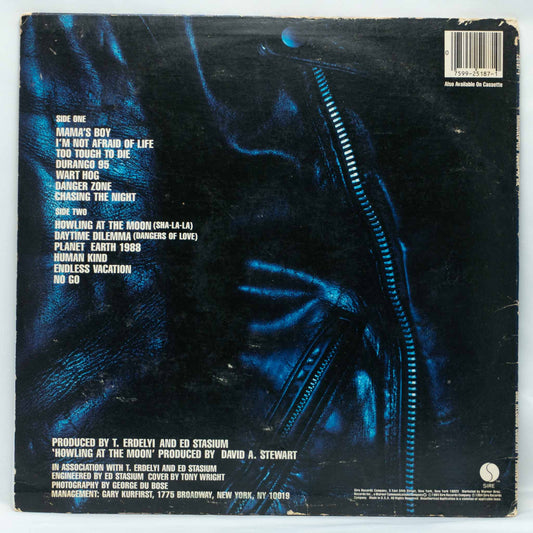 0
7599-25187-1
Also Available On Cassette
SIDE ONE
MAMA'S BOY
I'M NOT AFRAID OF LIFE
TOO TOUGH TO DIE
DURANGO 95
WART HOG
DANGER ZONE
CHASING THE NIGHT
SIDE TWO
HOWLING AT THE MOON (SHA-LA-LA)
DAYTIME DILEMMA (DANGERS OF LOVE)
PLANET EARTH 1988
HUMAN KIND
ENDLESS VACATION
NO GO
PRODUCED BY T. ERDELYI AND ED STASIUM
'HOWLING AT THE MOON' PRODUCED BY DAVID A. STEWART
IN ASSOCIATION WITH T. ERDELYI AND ED STASIUM
ENGINEERED BY ED STASIUM COVER BY TONY WRIGHT
PHOTOGRAPHY BY GEORGE DU BOSE
MANAGEMENT: GARY KURFIRST, 1775 BROADWAY, NEW YORK, NY 10019
S
SIRE